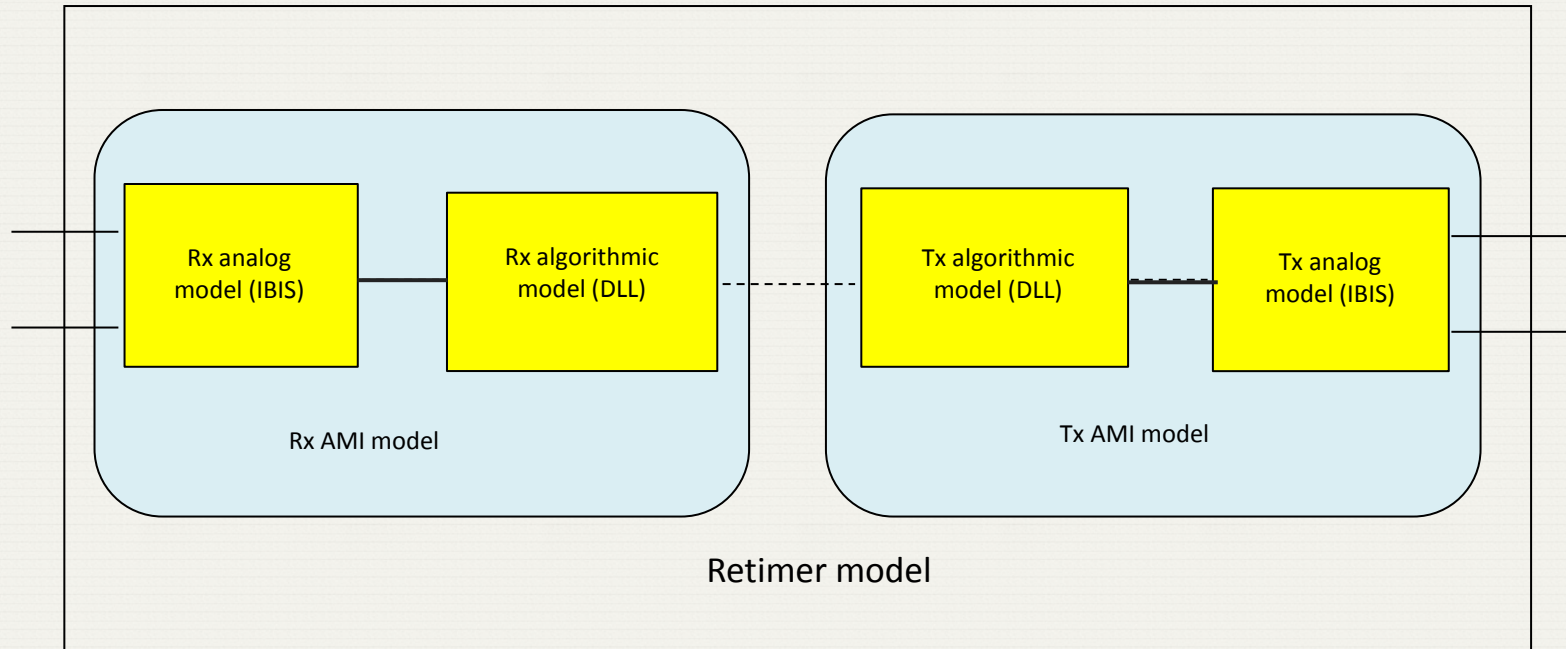 Rx analog
model (IBIS)
Rx algorithmic
model (DLL)
Tx algorithmic
model (DLL)
Tx analog
model (IBIS)
Rx AMI model
Tx AMI model
Retimer model